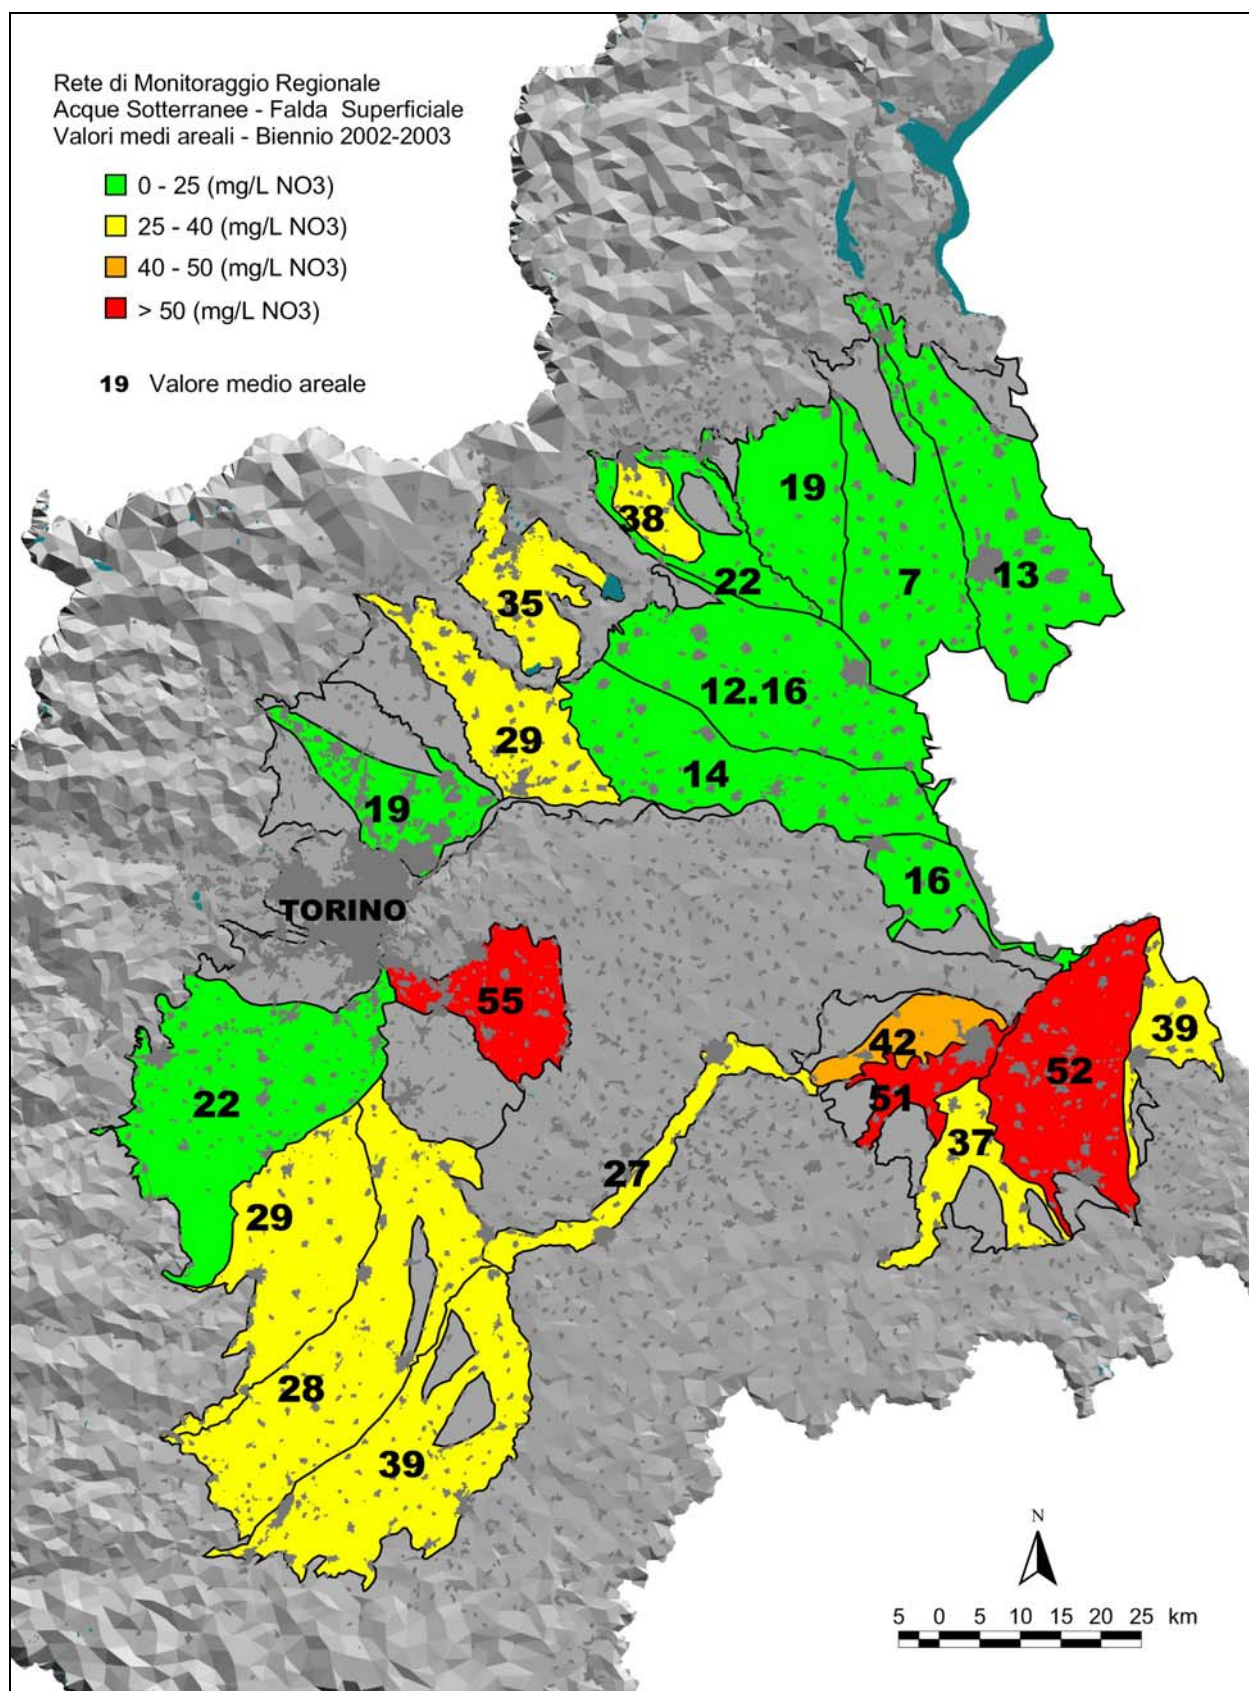 Rete di Monitoraggio Regionale
Acque Sotterranee - Falda Superficiale
Valori medi areali - Biennio 2002-2003
0 - 25 (mg/L NO3)
25 - 40 (mg/L NO3)
40 - 50 (mg/L NO3)
> 50 (mg/L NO3)
19 Valore medio areale
19
38
22
7
13
35
12.16
29
14
19
16
TORINO
55
42
39
52
22
51
37
27
29
28
39
N
5 0 5 10 15 20 25 km